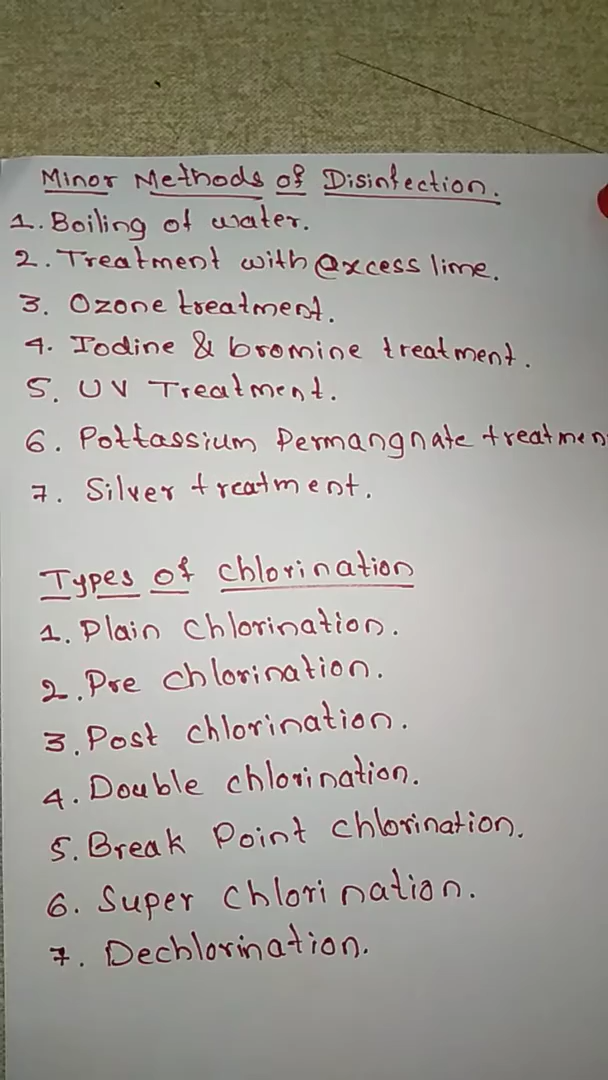 Minor Methods of Disinfection.
1. Boiling of water.
2. Treatment with excess lime.
3. Ozone treatment.
4. Iodine & bromine treatment.
5. UV Treatment.
6. Pottassium Permangnate treatmen
7. Silver treatment.
Types of chlorination
1. Plain Chlorination.
2. Pre chlorination.
3. Post chlorination.
4. Double chlorination.
5. Break Point chlorination.
6. Super chlorination.
7. Dechlorination.